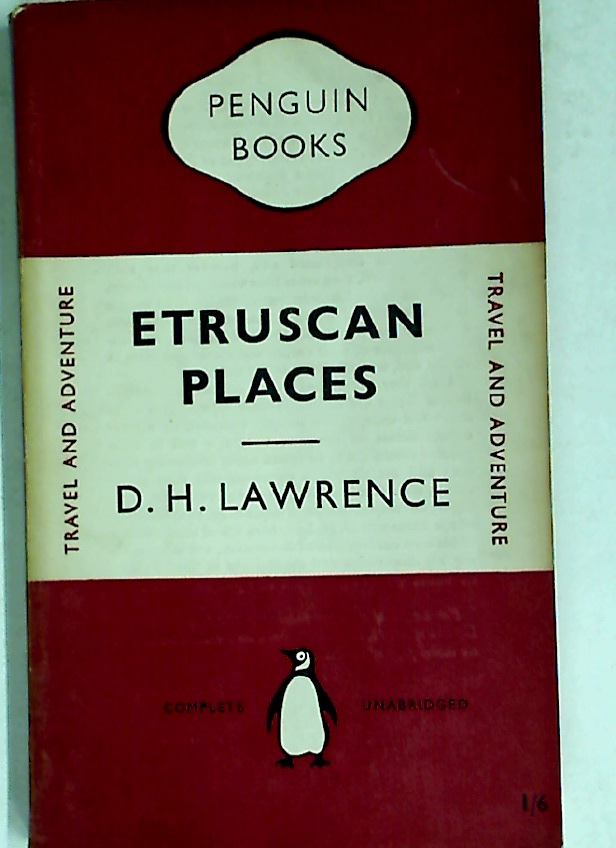 PENGUIN
BOOKS
TRAVEL AND ADVENTURE
ETRUSCAN
PLACES
D. H. LAWRENCE
TRAVEL AND ADVENTURE
COMPLETE UNABRIDGED
1/6